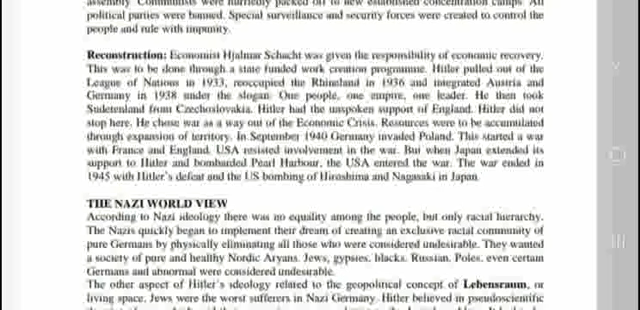 assembly. Communists were hurriedly packed off to new established concentration camps. All
political parties were banned. Special surveillance and security forces were created to control the
people and rule with impunity.
Reconstruction: Economist Hjalmar Schacht was given the responsibility of economic recovery.
This was to be done through a state funded work creation programme. Hitler pulled out of the
League of Nations in 1933, reoccupied the Rhineland in 1936 and integrated Austria and
Germany in 1938 under the slogan One people, one empire, one leader. He then took
Sudetenland from Czechoslovakia. Hitler had the unspoken support of England. Hitler did not
stop here. He chose war as a way out of the Economic Crisis. Resources were to be accumulated
through expansion of territory. In September 1940 Germany invaded Poland. This started a war
with France and England. USA resisted involvement in the war. But when Japan extended its
support to Hitler and bombarded Pearl Harbour, the USA entered the war. The war ended in
1945 with Hitler's defeat and the US bombing of Hiroshima and Nagasaki in Japan.
THE NAZI WORLD VIEW
According to Nazi ideology there was no equality among the people, but only racial hierarchy.
The Nazis quickly began to implement their dream of creating an exclusive racial community of
pure Germans by physically eliminating all those who were considered undesirable. They wanted
a society of pure and healthy Nordic Aryans. Jews, gypsies, blacks, Russian, Poles, even certain
Germans and abnormal were considered undesirable.
The other aspect of Hitler's ideology related to the geopolitical concept of Lebensraum, or
living space. Jews were the worst sufferers in Nazi Germany. Hitler believed in pseudoscientific